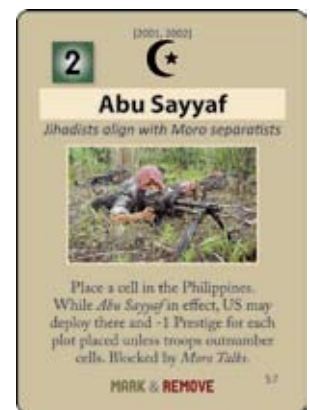 [2001, 2002]
2
Abu Sayyaf
Jihadists align with Moro separatists
Place a cell in the Philippines.
While Abu Sayyaf in effect, US may
deploy there and -1 Prestige for each
plot placed unless troops outnumber
cells. Blocked by Moro Talks.
MARK & REMOVE
57